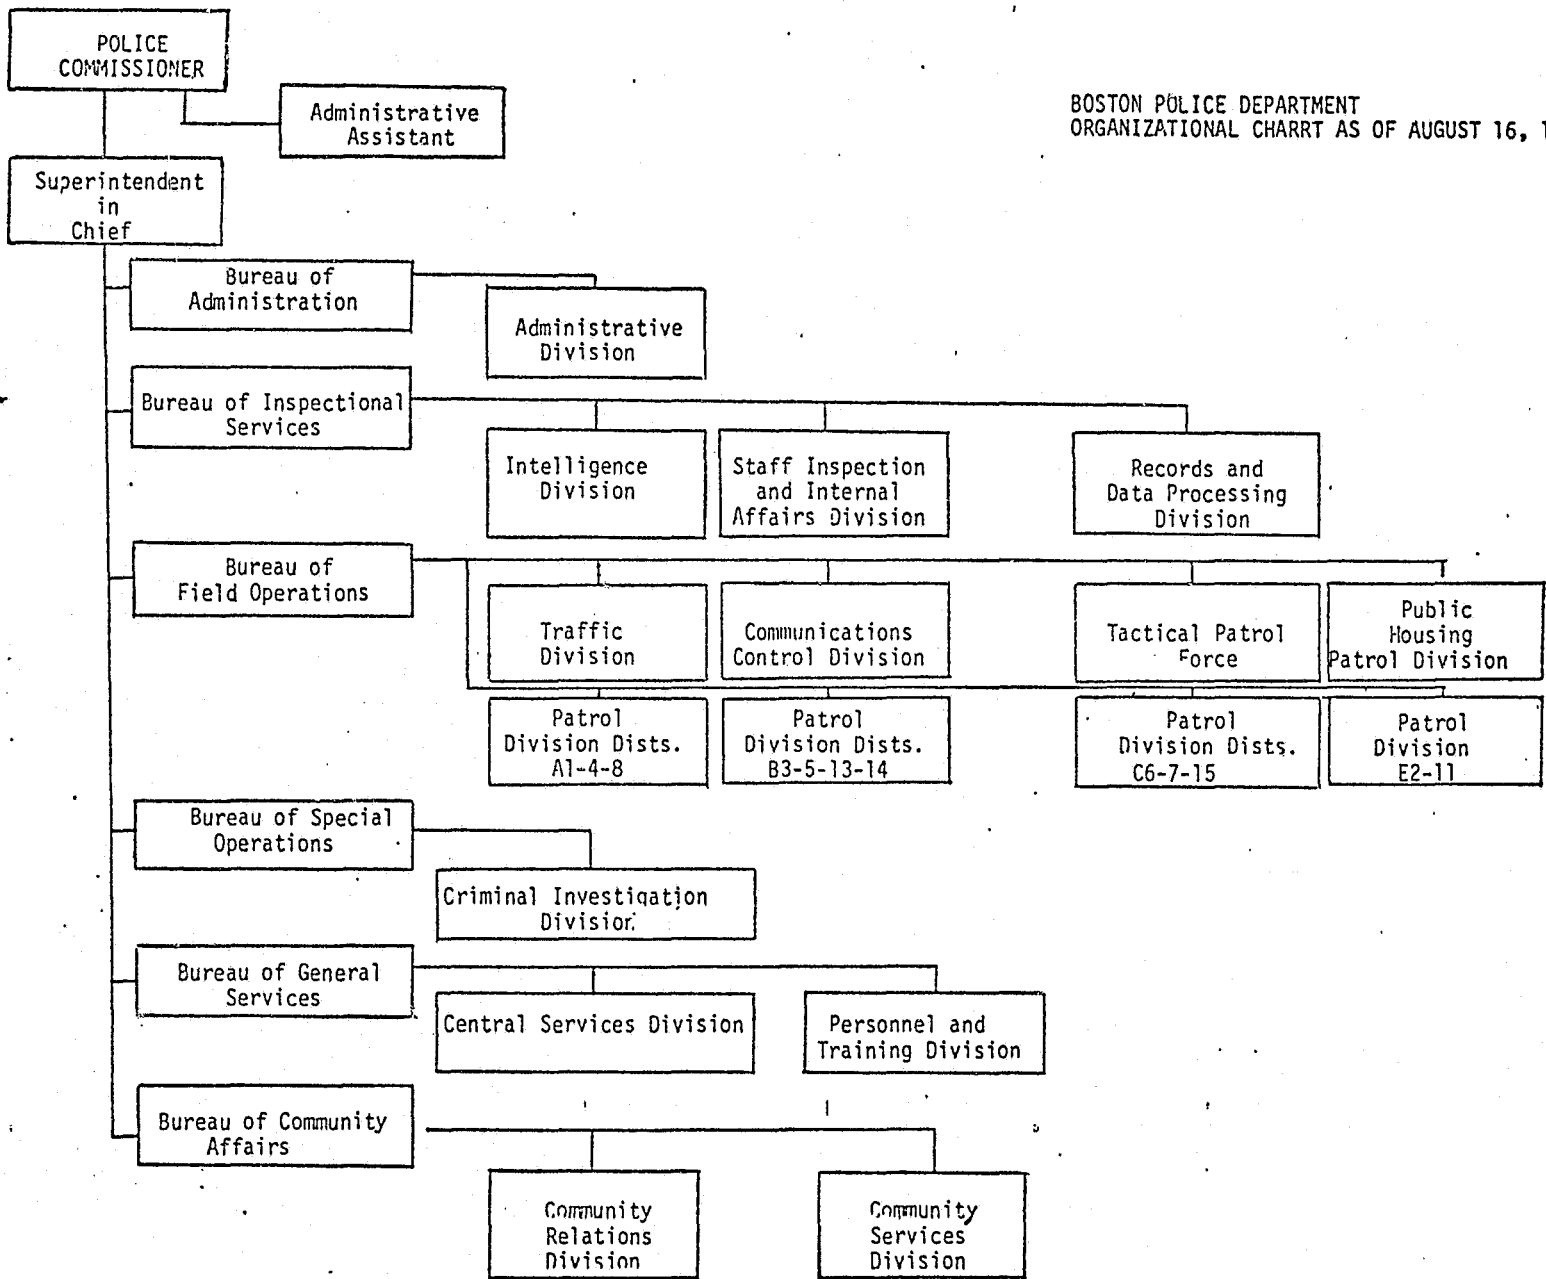 POLICE
COMMISSIONER
Administrative
Assistant
BOSTON POLICE DEPARTMENT
ORGANIZATIONAL CHARRT AS OF AUGUST 16, 1
Superintendent
in
Chief
Bureau of
Administration
Administrative
Division
Bureau of Inspectional
Services
Intelligence
Division
Staff Inspection
and Internal
Affairs Division
Records and
Data Processing
Division
Bureau of
Field Operations
Traffic
Division
Communications
Control Division
Tactical Patrol
Force
Public
Housing
Patrol Division
Patrol
Division Dists.
A1-4-8
Patrol
Division Dists.
B3-5-13-14
Patrol
Division Dists.
C6-7-15
Patrol
Division
E2-11
Bureau of Special
Operations
Criminal Investigation
Division
Bureau of General
Services
Central Services Division
Personnel and
Training Division
Bureau of Community
Affairs
Community
Relations
Division
Community
Services
Division